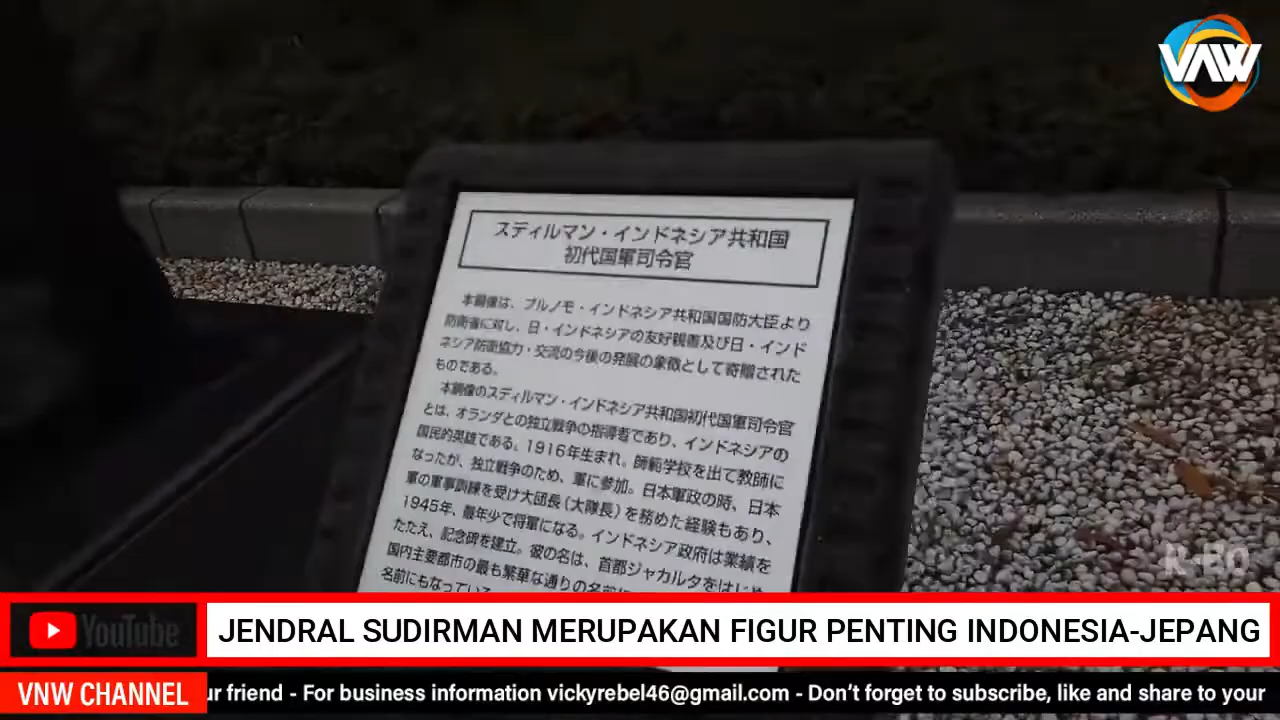 VNW
スディルマン・インドネシア共和国
初代国軍司令官
本銅像は、プルノモ・インドネシア共和国国防大臣より
防衛省に対し、日・インドネシアの友好親善及び日・インド
ネシア防衛協力・交流の今後の発展の象徴として寄贈された
ものである。
本銅像のスディルマン・インドネシア共和国初代国軍司令官
とは、オランダとの独立戦争の指導者であり、インドネシアの
国民的英雄である。1916年生まれ。師範学校を出て教師に
なったが、独立戦争のため、軍に参加。日本軍政の時、日本
軍の軍事訓練を受け大団長(大隊長)を務めた経験もあり、
1945年、最年少で将軍になる。インドネシア政府は業績を
たたえ、記念碑を建立。彼の名は、首都ジャカルタをはじめ
国内主要都市の最も繁華な通りの名前に
名前にもなっている
YouTube
JENDRAL SUDIRMAN MERUPAKAN FIGUR PENTING INDONESIA-JEPANG
VNW CHANNEL
ur friend - For business information vickyrebel46@gmail.com - Don't forget to subscribe, like and share to your